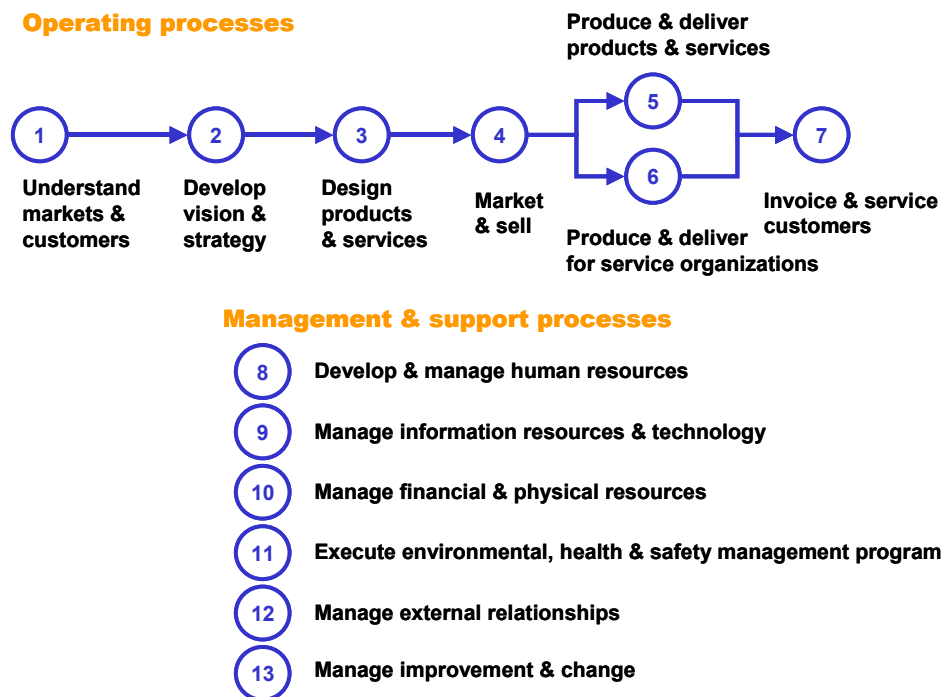 Operating processes
Produce & deliver
products & services
1
2
3
4
5
6
7
Understand
markets &
customers
Develop
vision &
strategy
Design
products
& services
Market
& sell
Produce & deliver
for service organizations
Invoice & service
customers
Management & support processes
8 Develop & manage human resources
9 Manage information resources & technology
10 Manage financial & physical resources
11 Execute environmental, health & safety management program
12 Manage external relationships
13 Manage improvement & change